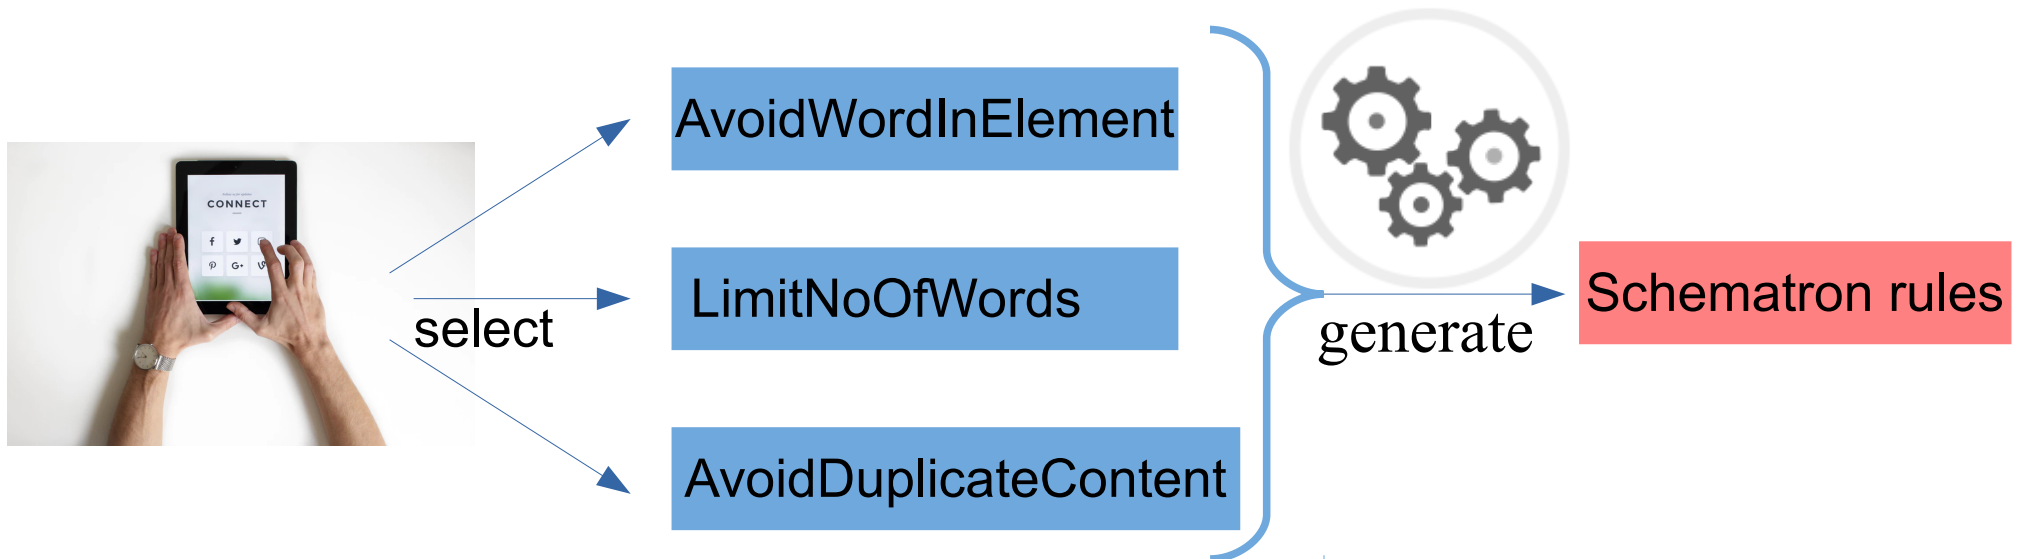 AvoidWordInElement
CONNECT
LimitNoOfWords
select
Schematron rules
generate
AvoidDuplicateContent